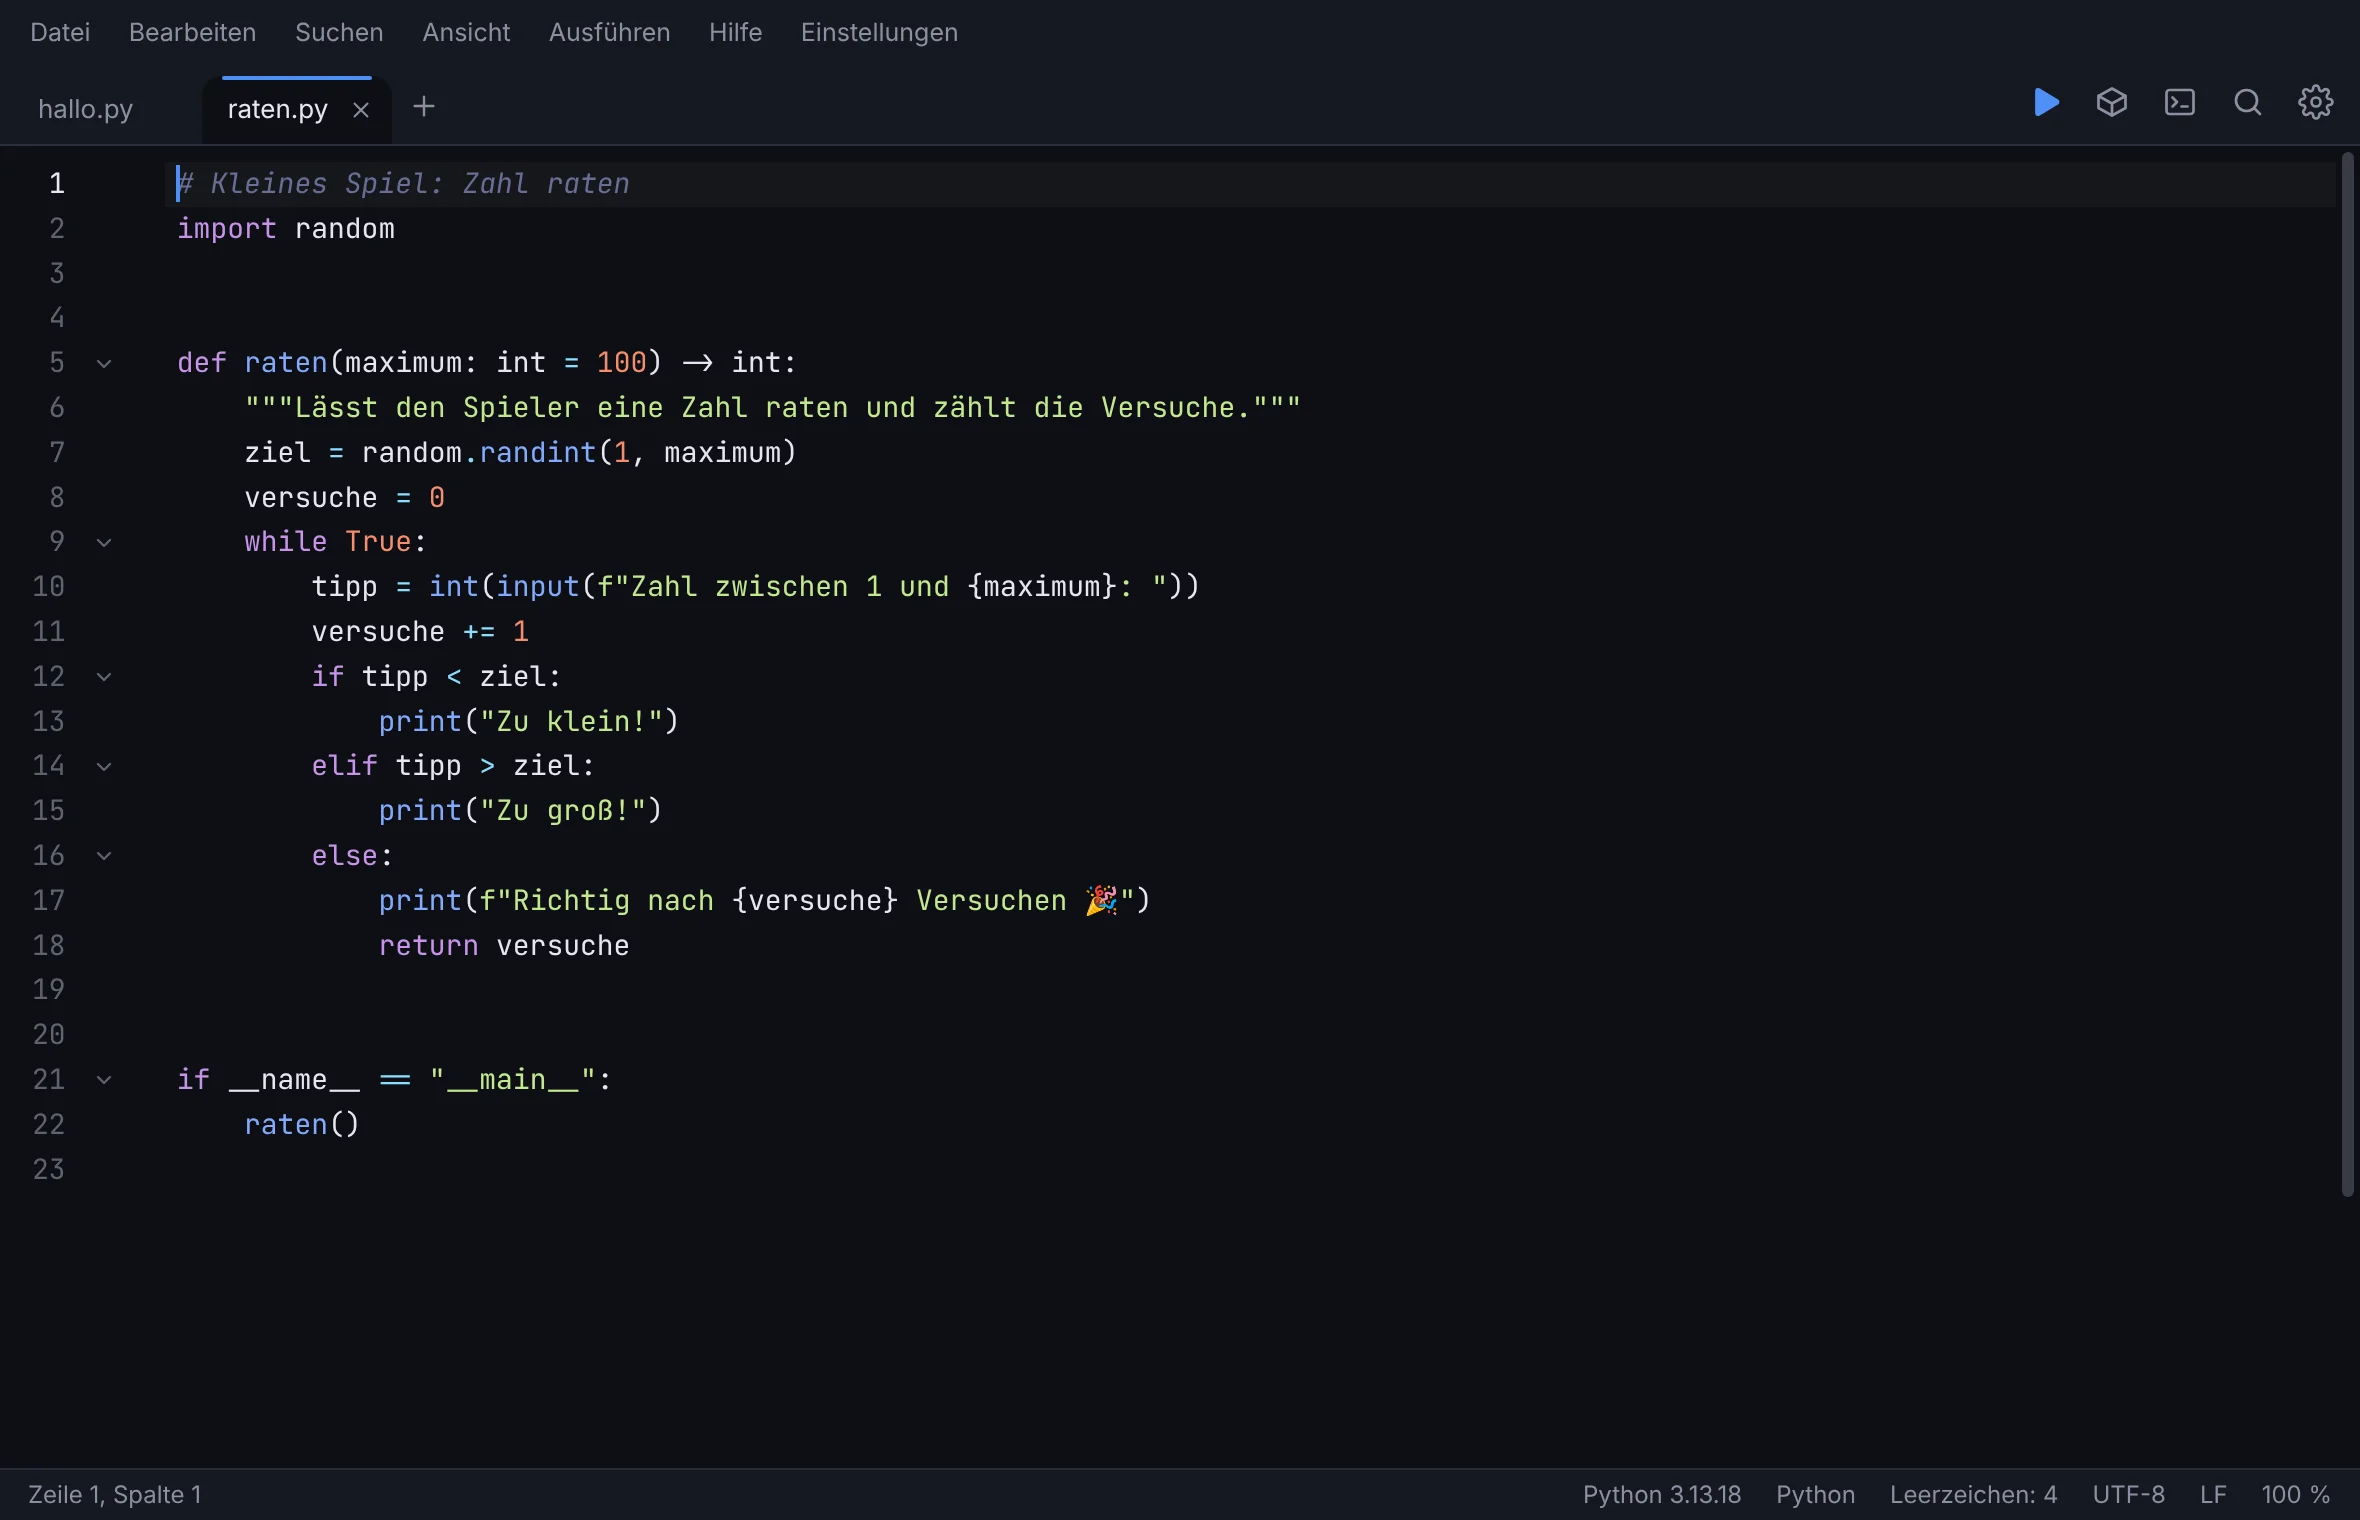 Datei Bearbeiten Suchen Ansicht Ausführen Hilfe Einstellungen
hallo.py raten.py
1 # Kleines Spiel: Zahl raten
2 import random
3
4
5 def raten(maximum: int = 100) -> int:
6     """Lässt den Spieler eine Zahl raten und zählt die Versuche."""
7     ziel = random.randint(1, maximum)
8     versuche = 0
9     while True:
10         tipp = int(input(f"Zahl zwischen 1 und {maximum}: "))
11         versuche += 1
12         if tipp < ziel:
13             print("Zu klein!")
14         elif tipp > ziel:
15             print("Zu groß!")
16         else:
17             print(f"Richtig nach {versuche} Versuchen 🎉")
18             return versuche
19
20
21 if __name__ == "__main__":
22     raten()
23
Zeile 1, Spalte 1 Python 3.13.18 Python Leerzeichen: 4 UTF-8 LF 100 %